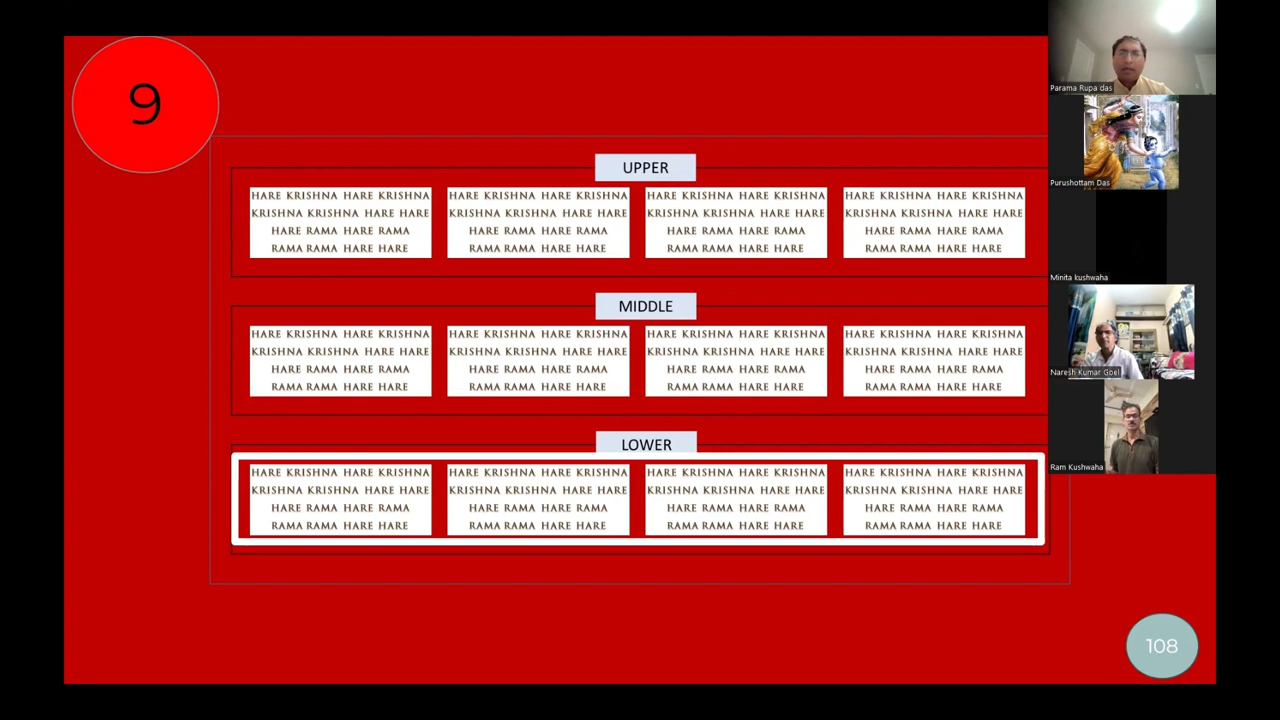 9
UPPER
HARE KRISHNA HARE KRISHNA
KRISHNA KRISHNA HARE HARE
HARE RAMA HARE RAMA
RAMA RAMA HARE HARE
HARE KRISHNA HARE KRISHNA
KRISHNA KRISHNA HARE HARE
HARE RAMA HARE RAMA
RAMA RAMA HARE HARE
HARE KRISHNA HARE KRISHNA
KRISHNA KRISHNA HARE HARE
HARE RAMA HARE RAMA
RAMA RAMA HARE HARE
HARE KRISHNA HARE KRISHNA
KRISHNA KRISHNA HARE HARE
HARE RAMA HARE RAMA
RAMA RAMA HARE HARE
MIDDLE
HARE KRISHNA HARE KRISHNA
KRISHNA KRISHNA HARE HARE
HARE RAMA HARE RAMA
RAMA RAMA HARE HARE
HARE KRISHNA HARE KRISHNA
KRISHNA KRISHNA HARE HARE
HARE RAMA HARE RAMA
RAMA RAMA HARE HARE
HARE KRISHNA HARE KRISHNA
KRISHNA KRISHNA HARE HARE
HARE RAMA HARE RAMA
RAMA RAMA HARE HARE
HARE KRISHNA HARE KRISHNA
KRISHNA KRISHNA HARE HARE
HARE RAMA HARE RAMA
RAMA RAMA HARE HARE
LOWER
HARE KRISHNA HARE KRISHNA
KRISHNA KRISHNA HARE HARE
HARE RAMA HARE RAMA
RAMA RAMA HARE HARE
HARE KRISHNA HARE KRISHNA
KRISHNA KRISHNA HARE HARE
HARE RAMA HARE RAMA
RAMA RAMA HARE HARE
HARE KRISHNA HARE KRISHNA
KRISHNA KRISHNA HARE HARE
HARE RAMA HARE RAMA
RAMA RAMA HARE HARE
HARE KRISHNA HARE KRISHNA
KRISHNA KRISHNA HARE HARE
HARE RAMA HARE RAMA
RAMA RAMA HARE HARE
108
Parama Rupa das
Purushottam Das
Minita kushwaha
Naresh Kumar Goel
Ram Kushwaha